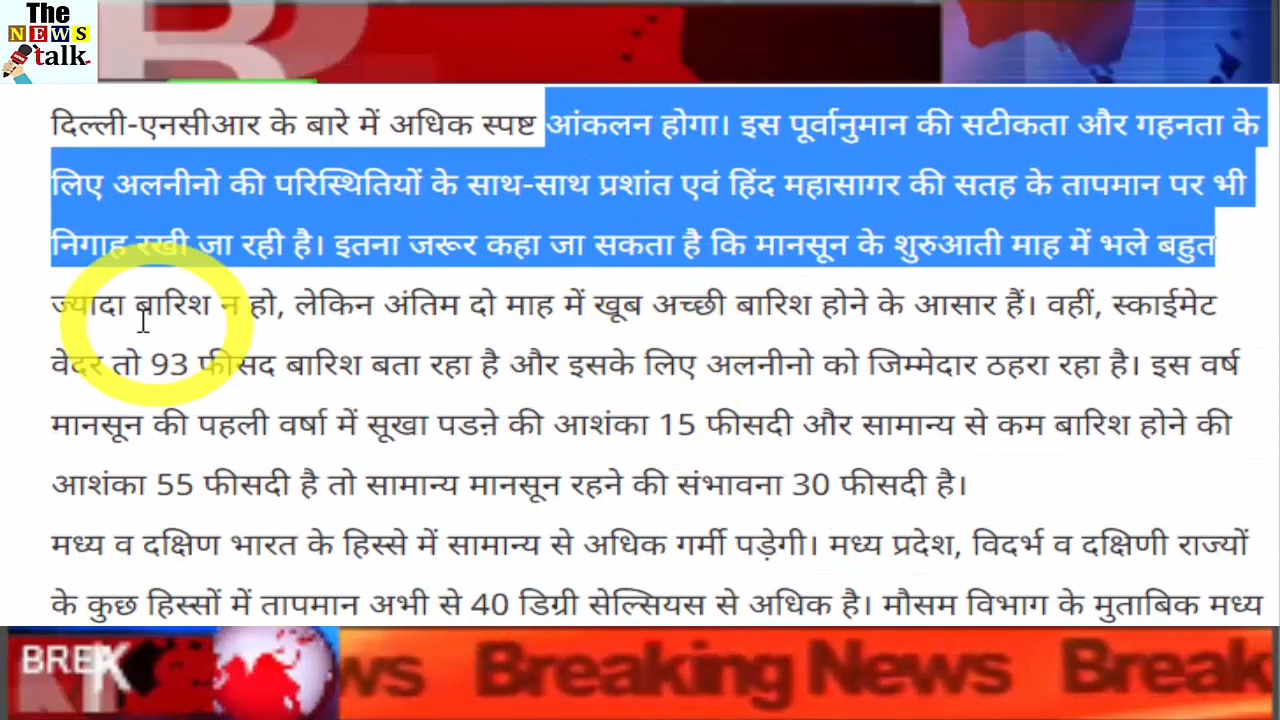 The
NEWS
talk.
दिल्ली-एनसीआर के बारे में अधिक स्पष्ट आंकलन होगा। इस पूर्वानुमान की सटीकता और गहनता के
लिए अलनीनो की परिस्थितियों के साथ-साथ प्रशांत एवं हिंद महासागर की सतह के तापमान पर भी
निगाह रखी जा रही है। इतना जरूर कहा जा सकता है कि मानसून के शुरुआती माह में भले बहुत
ज्यादा बारिश न हो, लेकिन अंतिम दो माह में खूब अच्छी बारिश होने के आसार हैं। वहीं, स्काईमेट
वेदर तो 93 फीसद बारिश बता रहा है और इसके लिए अलनीनो को जिम्मेदार ठहरा रहा है। इस वर्ष
मानसून की पहली वर्षा में सूखा पडऩे की आशंका 15 फीसदी और सामान्य से कम बारिश होने की
आशंका 55 फीसदी है तो सामान्य मानसून रहने की संभावना 30 फीसदी है।
मध्य व दक्षिण भारत के हिस्से में सामान्य से अधिक गर्मी पड़ेगी। मध्य प्रदेश, विदर्भ व दक्षिणी राज्यों
के कुछ हिस्सों में तापमान अभी से 40 डिग्री सेल्सियस से अधिक है। मौसम विभाग के मुताबिक मध्य
BREK ws Breaking News Break